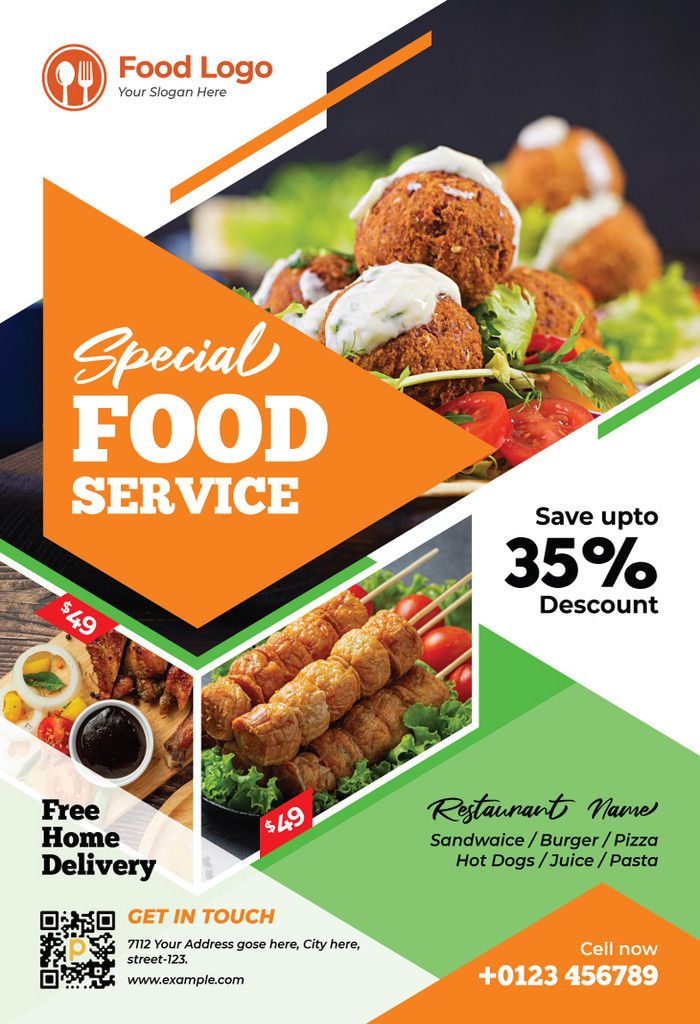 Food Logo
Your Slogan Here
Special
FOOD
SERVICE
Save upto
35%
Descount
$49
$49
Free
Home
Delivery
Restaurant Name
Sandwaice / Burger / Pizza
Hot Dogs / Juice / Pasta
GET IN TOUCH
7112 Your Address gose here, City here,
street-123.
www.example.com
P
Cell now
+0123 456789